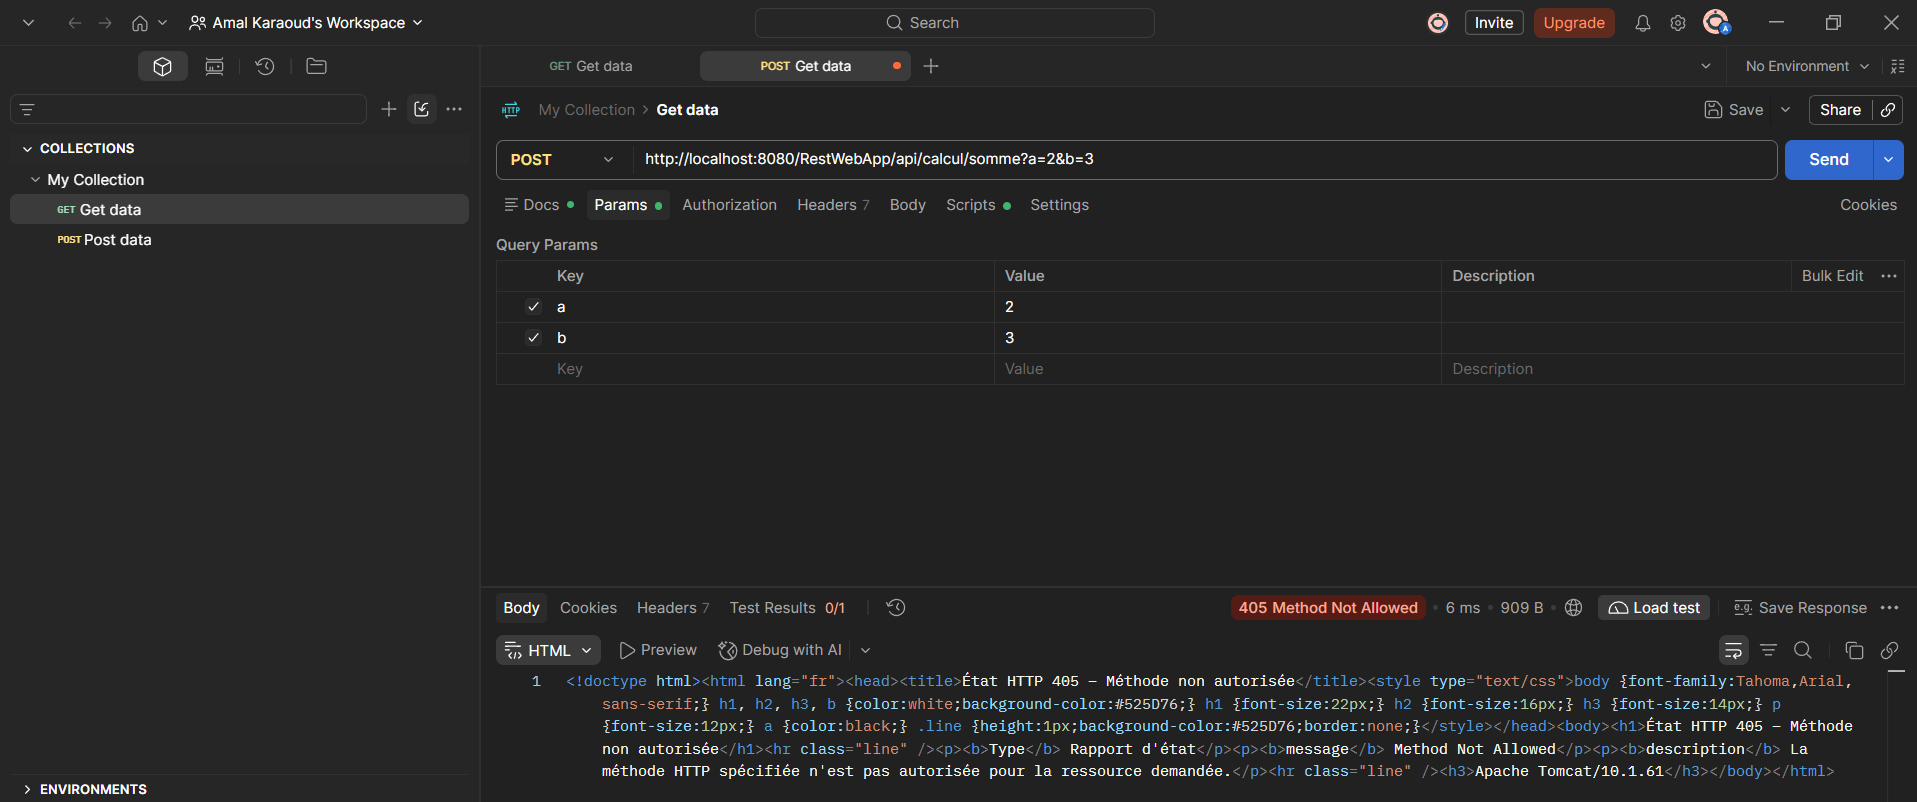 Amal Karaoud's Workspace
Search
Invite
Upgrade
A
GET Get data
POST Get data
No Environment
My Collection > Get data
Save
Share
COLLECTIONS
My Collection
GET Get data
POST Post data
POST
http://localhost:8080/RestWebApp/api/calcul/somme?a=2&b=3
Send
Docs
Params
Authorization
Headers 7
Body
Scripts
Settings
Cookies
Query Params
Key Value Description Bulk Edit
a 2
b 3
Key Value Description
Body Cookies Headers 7 Test Results 0/1
405 Method Not Allowed • 6 ms • 909 B
Load test
e.g. Save Response
HTML
Preview
Debug with AI
1 <!doctype html><html lang="fr"><head><title>État HTTP 405 – Méthode non autorisée</title><style type="text/css">body {font-family:Tahoma,Arial,
sans-serif;} h1, h2, h3, b {color:white;background-color:#525D76;} h1 {font-size:22px;} h2 {font-size:16px;} h3 {font-size:14px;} p
{font-size:12px;} a {color:black;} .line {height:1px;background-color:#525D76;border:none;}</style></head><body><h1>État HTTP 405 – Méthode
non autorisée</h1><hr class="line" /><p><b>Type</b> Rapport d'état</p><p><b>message</b> Method Not Allowed</p><p><b>description</b> La
méthode HTTP spécifiée n'est pas autorisée pour la ressource demandée.</p><hr class="line" /><h3>Apache Tomcat/10.1.61</h3></body></html>
ENVIRONMENTS